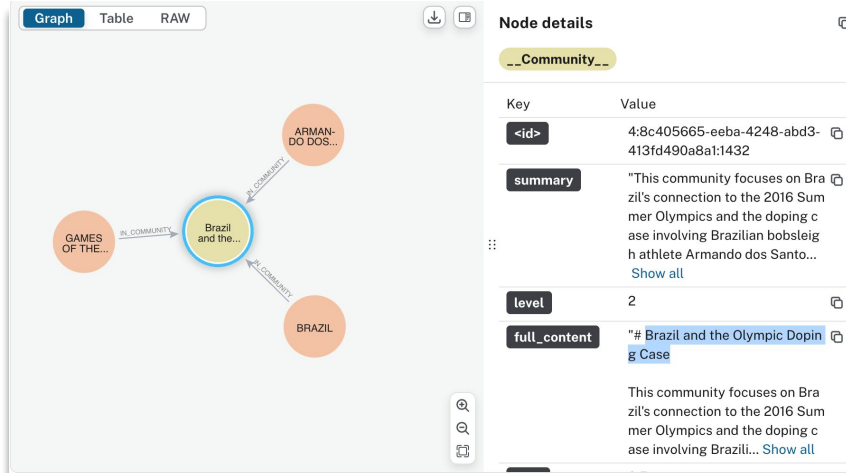 Graph Table RAW
ARMAN-
DO DOS...
IN_COMMUNITY
GAMES
OF THE...
IN_COMMUNITY
Brazil
and the...
IN_COMMUNITY
BRAZIL
Node details
__Community__
Key Value
<id> 4:8c405665-eeba-4248-abd3-
413fd490a8a1:1432
summary "This community focuses on Bra
zil's connection to the 2016 Sum
mer Olympics and the doping c
ase involving Brazilian bobsleig
h athlete Armando dos Santo...
Show all
level 2
full_content "# Brazil and the Olympic Dopin
g Case
This community focuses on Bra
zil's connection to the 2016 Sum
mer Olympics and the doping c
ase involving Brazili... Show all